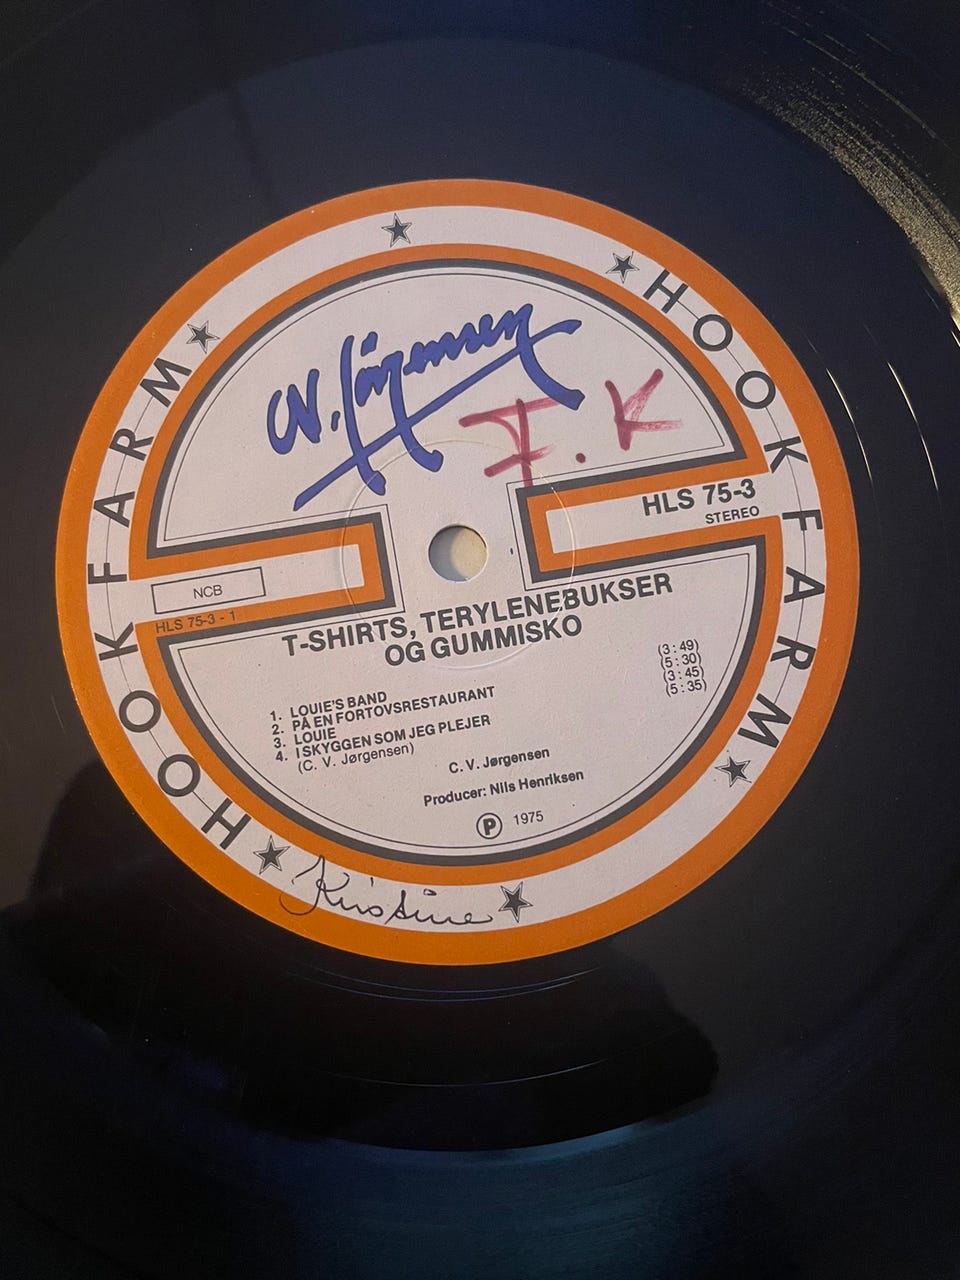 HOOKFARM
HOOKFARM
CV. Jørgensen
F. K
HLS 75-3
STEREO
NCB
HLS 75-3 - 1
T-SHIRTS, TERYLENEBUKSER
OG GUMMISKO
1. LOUIE'S BAND (3:49)
2. PÅ EN FORTOVSRESTAURANT (5:30)
3. LOUIE (3:45)
4. I SKYGGEN SOM JEG PLEJER (5:35)
(C. V. Jørgensen)
C. V. Jørgensen
Producer: Nils Henriksen
Ⓟ 1975
Kristine